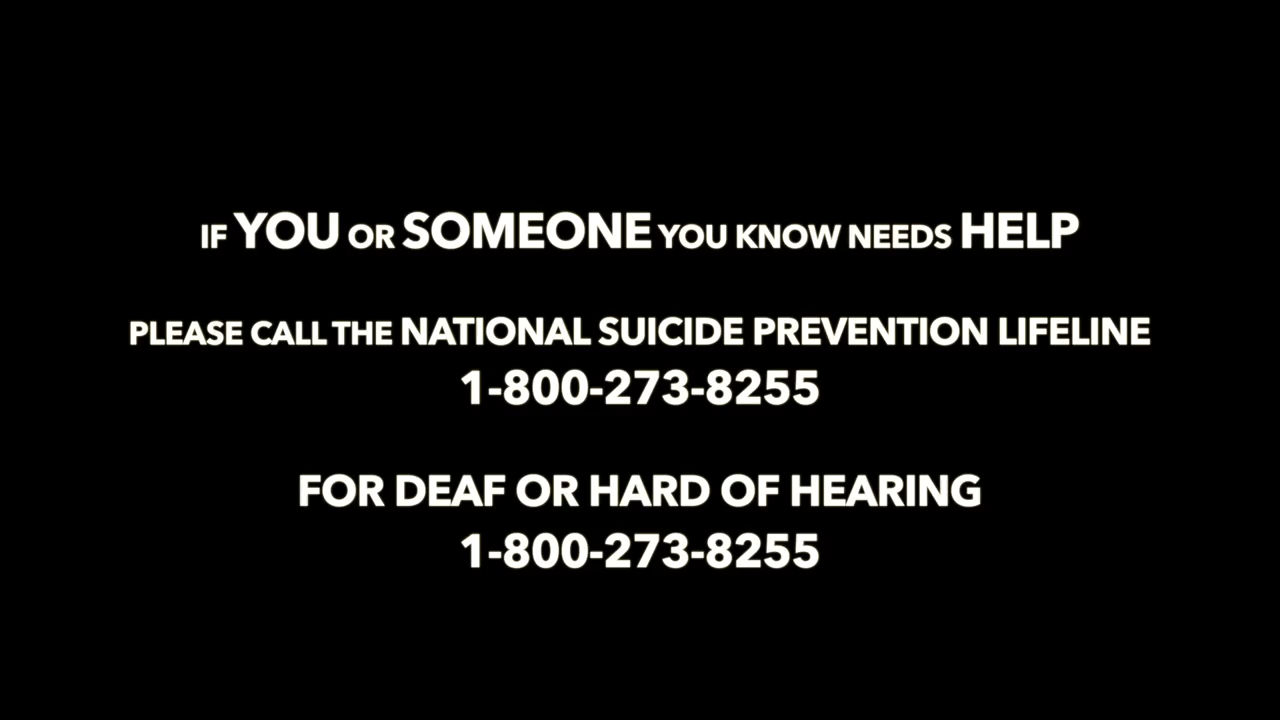 IF YOU OR SOMEONE YOU KNOW NEEDS HELP
PLEASE CALL THE NATIONAL SUICIDE PREVENTION LIFELINE
1-800-273-8255
FOR DEAF OR HARD OF HEARING
1-800-273-8255